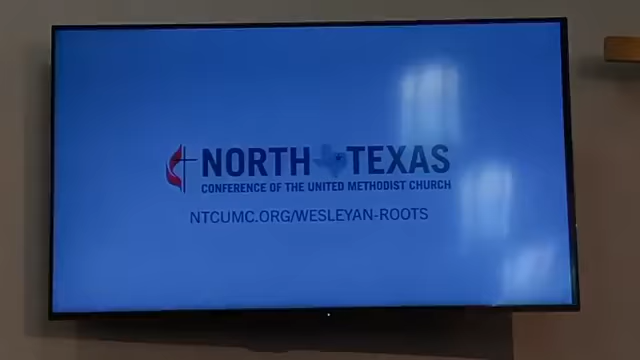 NORTH TEXAS
CONFERENCE OF THE UNITED METHODIST CHURCH
NTCUMC.ORG/WESLEYAN-ROOTS